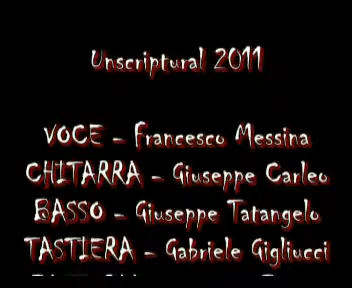 Unscriptural 2011
VOCE - Francesco Messina
CHITARRA - Giuseppe Carleo
BASSO - Giuseppe Tatangelo
TASTIERA - Gabriele Gigliucci